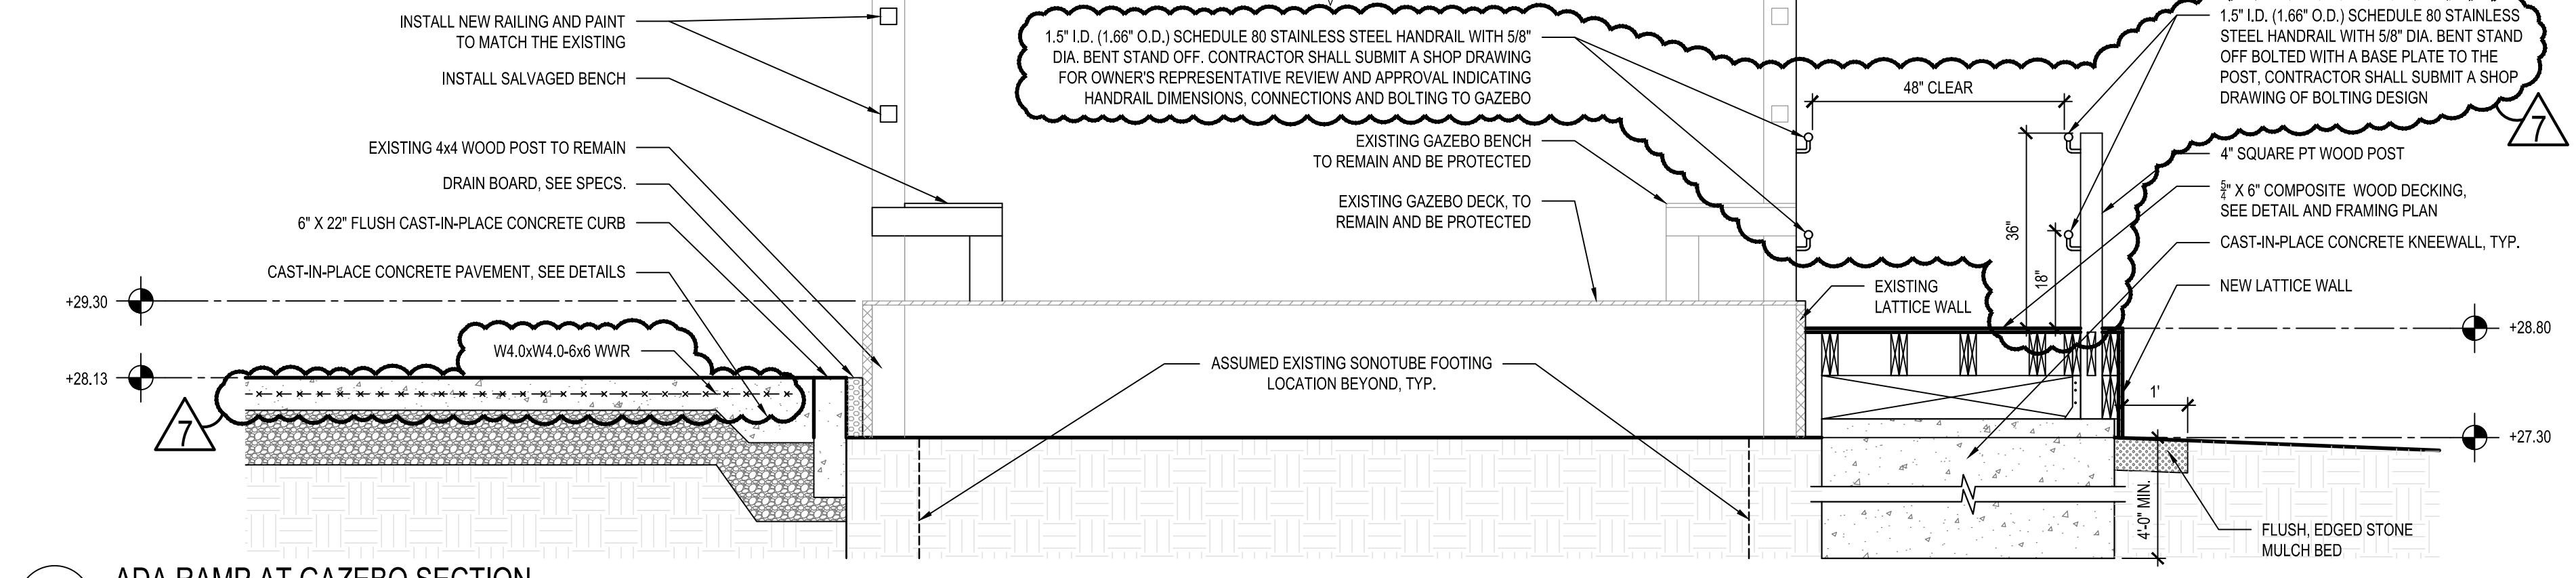 INSTALL NEW RAILING AND PAINT
TO MATCH THE EXISTING
INSTALL SALVAGED BENCH
EXISTING 4x4 WOOD POST TO REMAIN
DRAIN BOARD, SEE SPECS.
6" X 22" FLUSH CAST-IN-PLACE CONCRETE CURB
CAST-IN-PLACE CONCRETE PAVEMENT, SEE DETAILS
+29.30
W4.0xW4.0-6x6 WWR
+28.13
7
1.5" I.D. (1.66" O.D.) SCHEDULE 80 STAINLESS STEEL HANDRAIL WITH 5/8"
DIA. BENT STAND OFF. CONTRACTOR SHALL SUBMIT A SHOP DRAWING
FOR OWNER'S REPRESENTATIVE REVIEW AND APPROVAL INDICATING
HANDRAIL DIMENSIONS, CONNECTIONS AND BOLTING TO GAZEBO
EXISTING GAZEBO BENCH
TO REMAIN AND BE PROTECTED
EXISTING GAZEBO DECK, TO
REMAIN AND BE PROTECTED
ASSUMED EXISTING SONOTUBE FOOTING
LOCATION BEYOND, TYP.
48" CLEAR
36"
18"
EXISTING
LATTICE WALL
1.5" I.D. (1.66" O.D.) SCHEDULE 80 STAINLESS
STEEL HANDRAIL WITH 5/8" DIA. BENT STAND
OFF BOLTED WITH A BASE PLATE TO THE
POST, CONTRACTOR SHALL SUBMIT A SHOP
DRAWING OF BOLTING DESIGN
7
4" SQUARE PT WOOD POST
5/4" X 6" COMPOSITE WOOD DECKING,
SEE DETAIL AND FRAMING PLAN
CAST-IN-PLACE CONCRETE KNEEWALL, TYP.
NEW LATTICE WALL
+28.80
1'
+27.30
4'-0" MIN.
FLUSH, EDGED STONE
MULCH BED
ADA RAMP AT GAZEBO SECTION